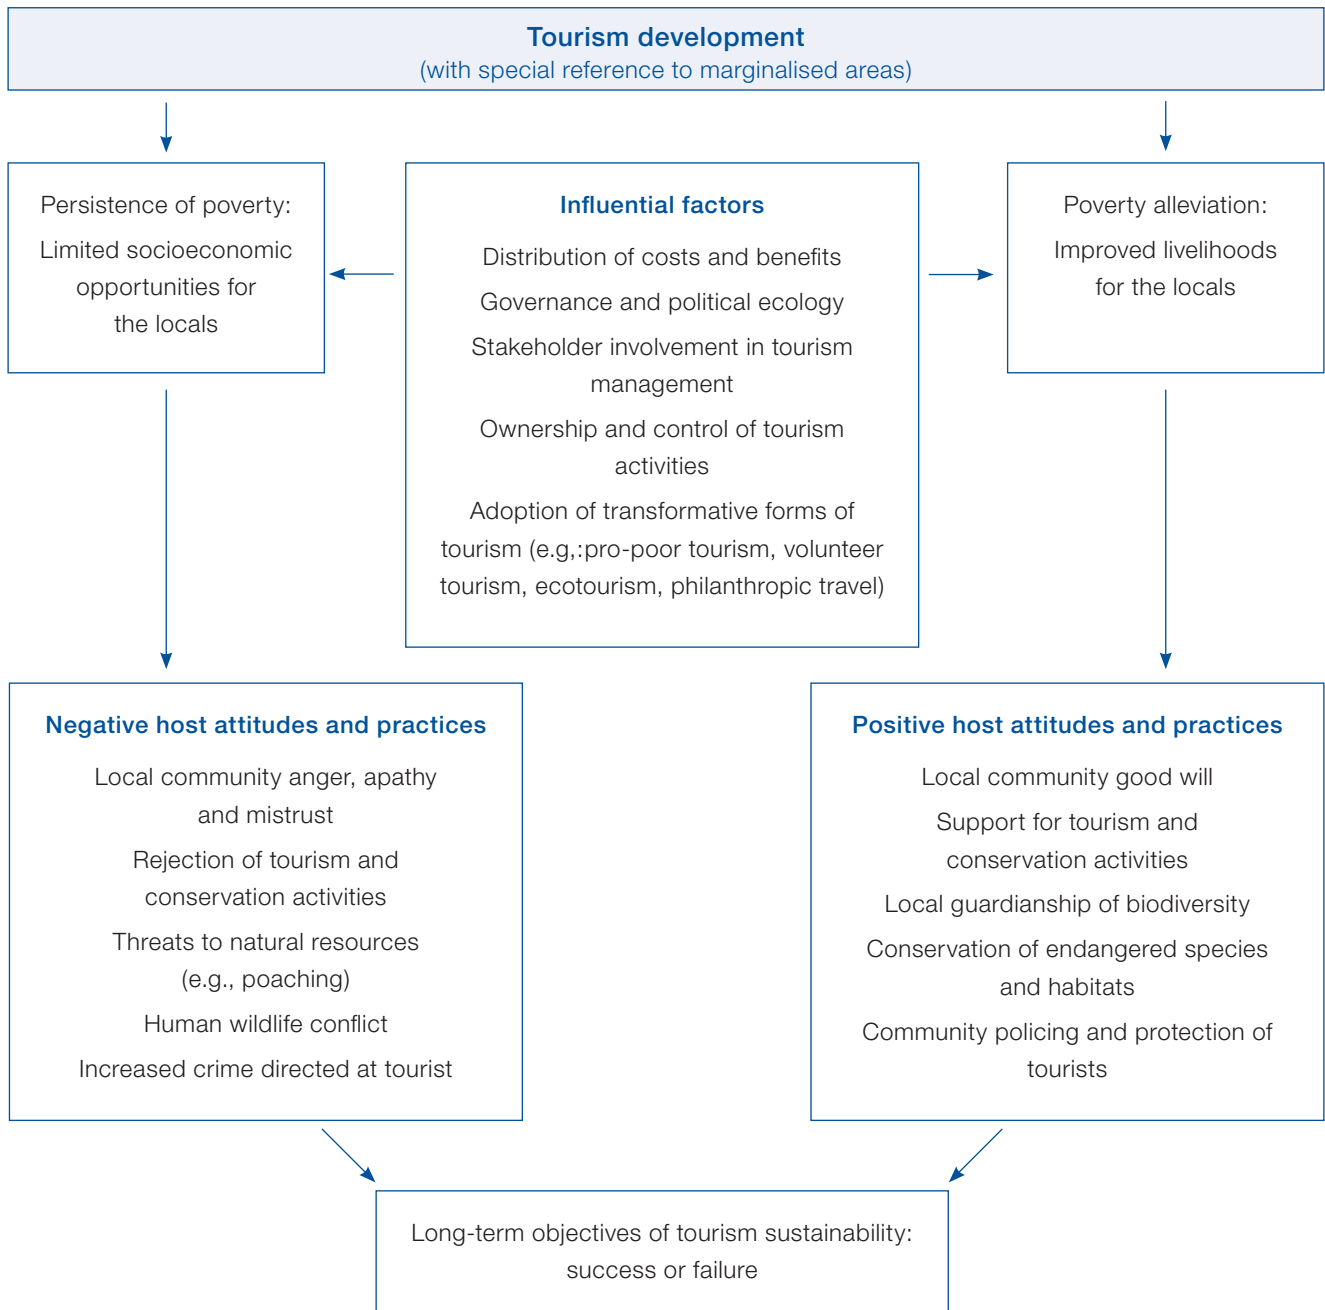 Tourism development
(with special reference to marginalised areas)
Persistence of poverty:
Limited socioeconomic
opportunities for
the locals
Influential factors
Distribution of costs and benefits
Governance and political ecology
Stakeholder involvement in tourism
management
Ownership and control of tourism
activities
Adoption of transformative forms of
tourism (e.g,:pro-poor tourism, volunteer
tourism, ecotourism, philanthropic travel)
Poverty alleviation:
Improved livelihoods
for the locals
Negative host attitudes and practices
Local community anger, apathy
and mistrust
Rejection of tourism and
conservation activities
Threats to natural resources
(e.g., poaching)
Human wildlife conflict
Increased crime directed at tourist
Positive host attitudes and practices
Local community good will
Support for tourism and
conservation activities
Local guardianship of biodiversity
Conservation of endangered species
and habitats
Community policing and protection of
tourists
Long-term objectives of tourism sustainability:
success or failure